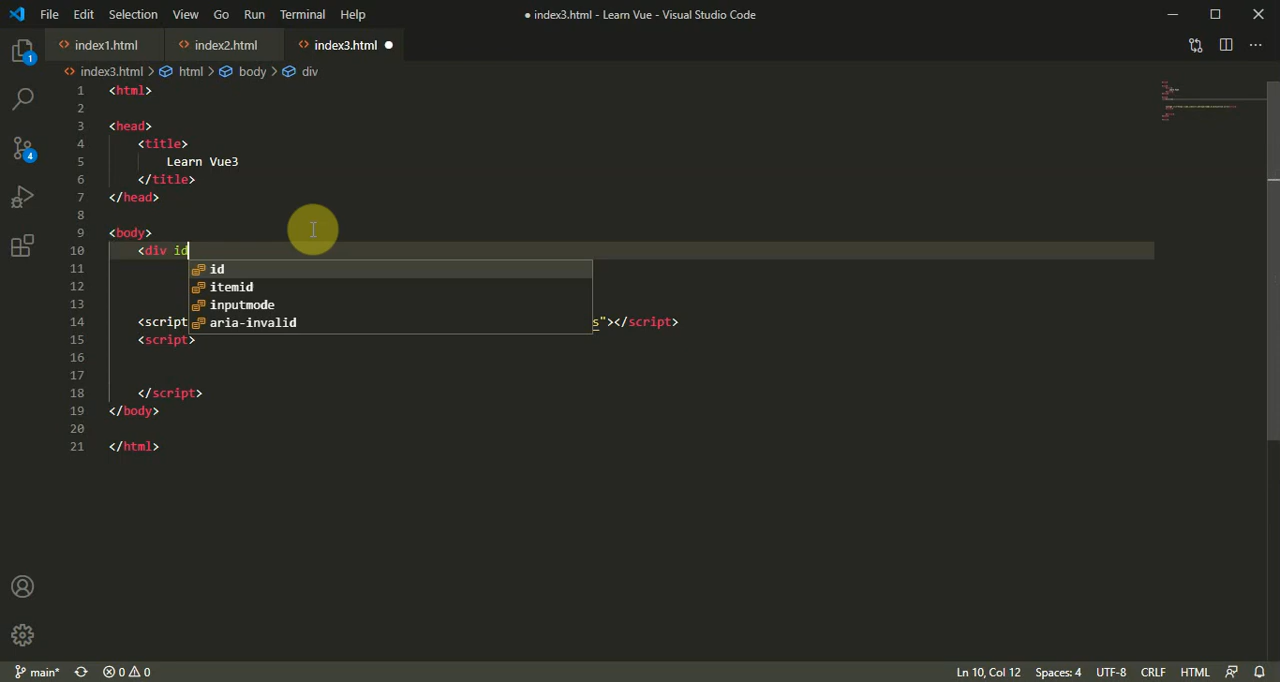 File Edit Selection View Go Run Terminal Help
● index3.html - Learn Vue - Visual Studio Code
index1.html index2.html index3.html ●
index3.html > html > body > div
1 <html>
2
3 <head>
4 <title>
5 Learn Vue3
6 </title>
7 </head>
8
9 <body>
10 <div id
11 id
12 itemid
13 inputmode
14 <script aria-invalid s"></script>
15 <script>
16
17
18 </script>
19 </body>
20
21 </html>
1
4
main* 0 0 Ln 10, Col 12 Spaces: 4 UTF-8 CRLF HTML